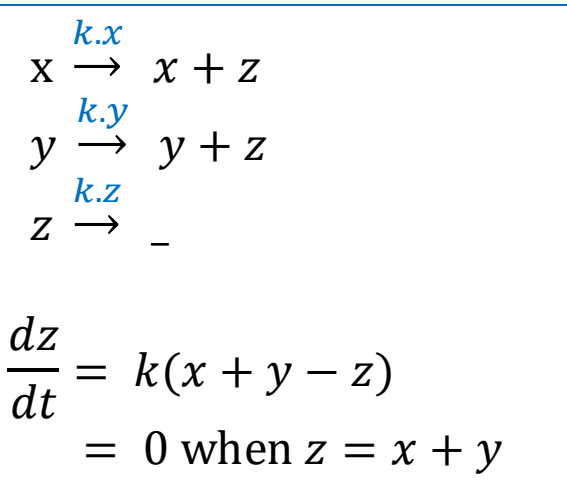 k.x
x → x + z
k.y
y → y + z
k.z
z → _
dz/dt = k(x + y − z)
= 0 when z = x + y